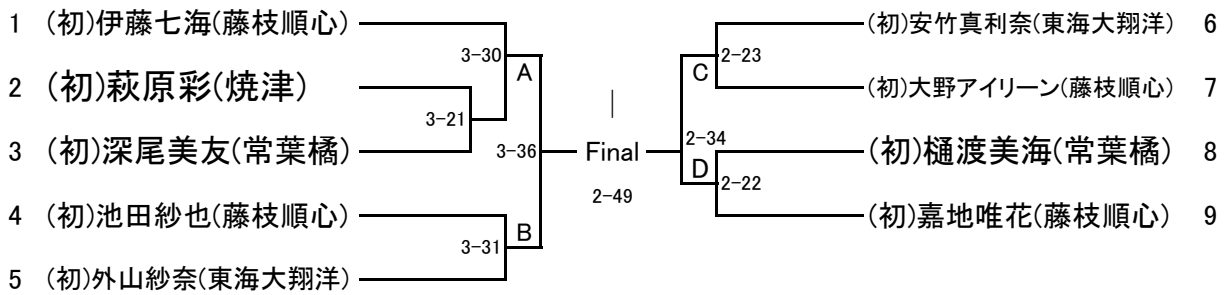 1 (初)伊藤七海(藤枝順心)
2 (初)萩原彩(焼津)
3 (初)深尾美友(常葉橘)
4 (初)池田紗也(藤枝順心)
5 (初)外山紗奈(東海大翔洋)
3-30
A
3-21
3-36
3-31
B
|
Final
2-49
C
2-23
2-34
D
2-22
(初)安竹真利奈(東海大翔洋) 6
(初)大野アイリーン(藤枝順心) 7
(初)樋渡美海(常葉橘) 8
(初)嘉地唯花(藤枝順心) 9